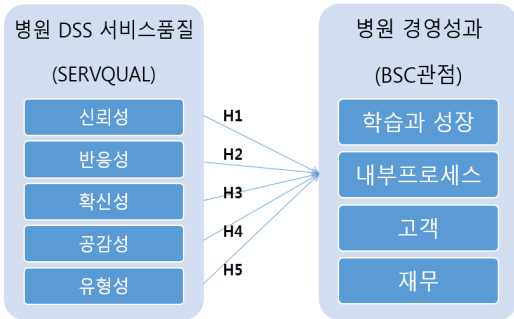 병원 DSS 서비스품질
(SERVQUAL)
신뢰성
반응성
확신성
공감성
유형성
H1
H2
H3
H4
H5
병원 경영성과
(BSC관점)
학습과 성장
내부프로세스
고객
재무